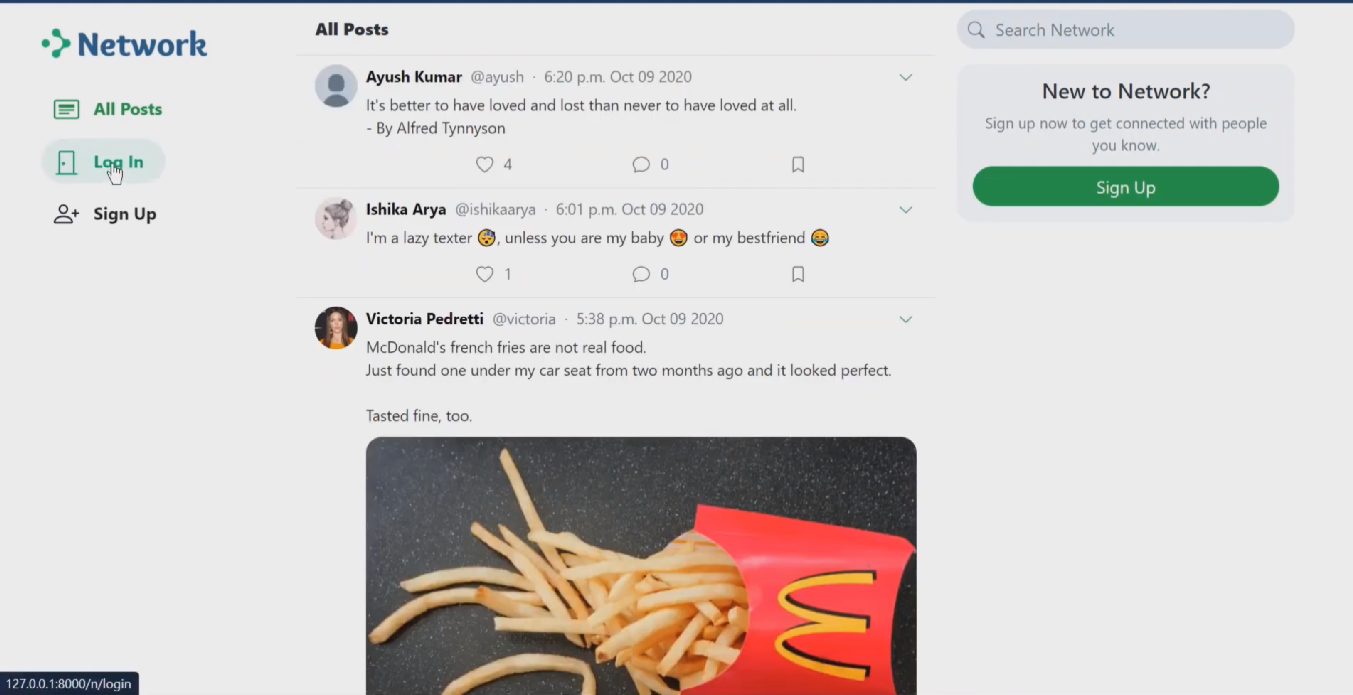 Network
All Posts
Log In
Sign Up
All Posts
Ayush Kumar @ayush · 6:20 p.m. Oct 09 2020
It's better to have loved and lost than never to have loved at all.
- By Alfred Tynnyson
4 0
Ishika Arya @ishikaarya · 6:01 p.m. Oct 09 2020
I'm a lazy texter 😴, unless you are my baby 🤩 or my bestfriend 😂
1 0
Victoria Pedretti @victoria · 5:38 p.m. Oct 09 2020
McDonald's french fries are not real food.
Just found one under my car seat from two months ago and it looked perfect.
Tasted fine, too.
Search Network
New to Network?
Sign up now to get connected with people
you know.
Sign Up
127.0.0.1:8000/n/login